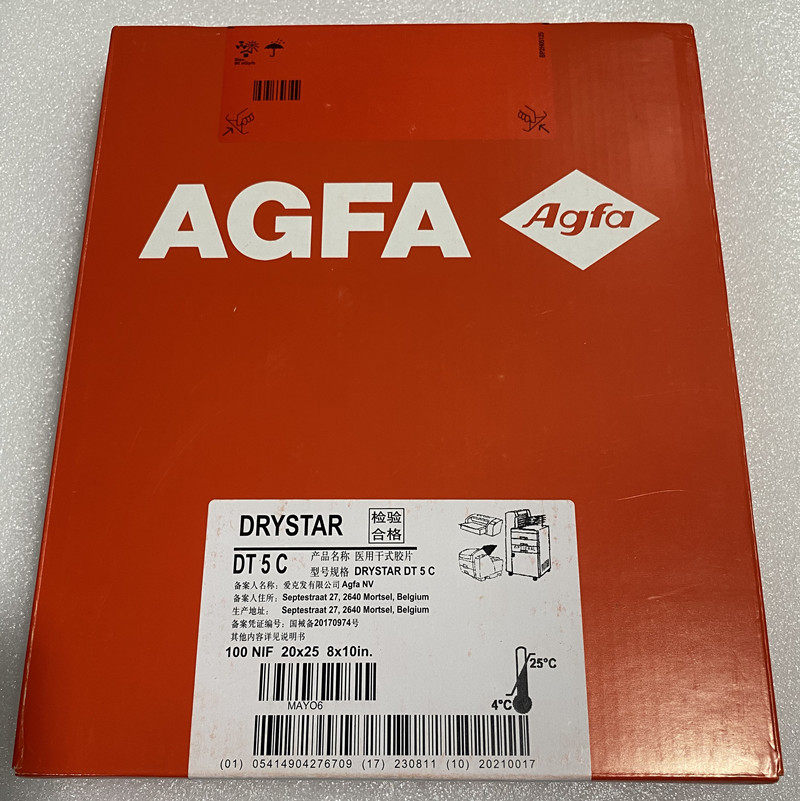 8P2NG125
AGFA
Agfa
DRYSTAR
检验
合格
DT 5 C
产品名称 医用干式胶片
型号规格 DRYSTAR DT 5 C
备案人名称: 爱克发有限公司 Agfa NV
备案人住所: Septestraat 27, 2640 Mortsel, Belgium
生产地址: Septestraat 27, 2640 Mortsel, Belgium
备案凭证编号: 国械备20170974号
其他内容详见说明书
100 NIF 20x25 8x10in.
MAYO6
25°C
4°C
(01) 05414904276709 (17) 230811 (10) 20210017